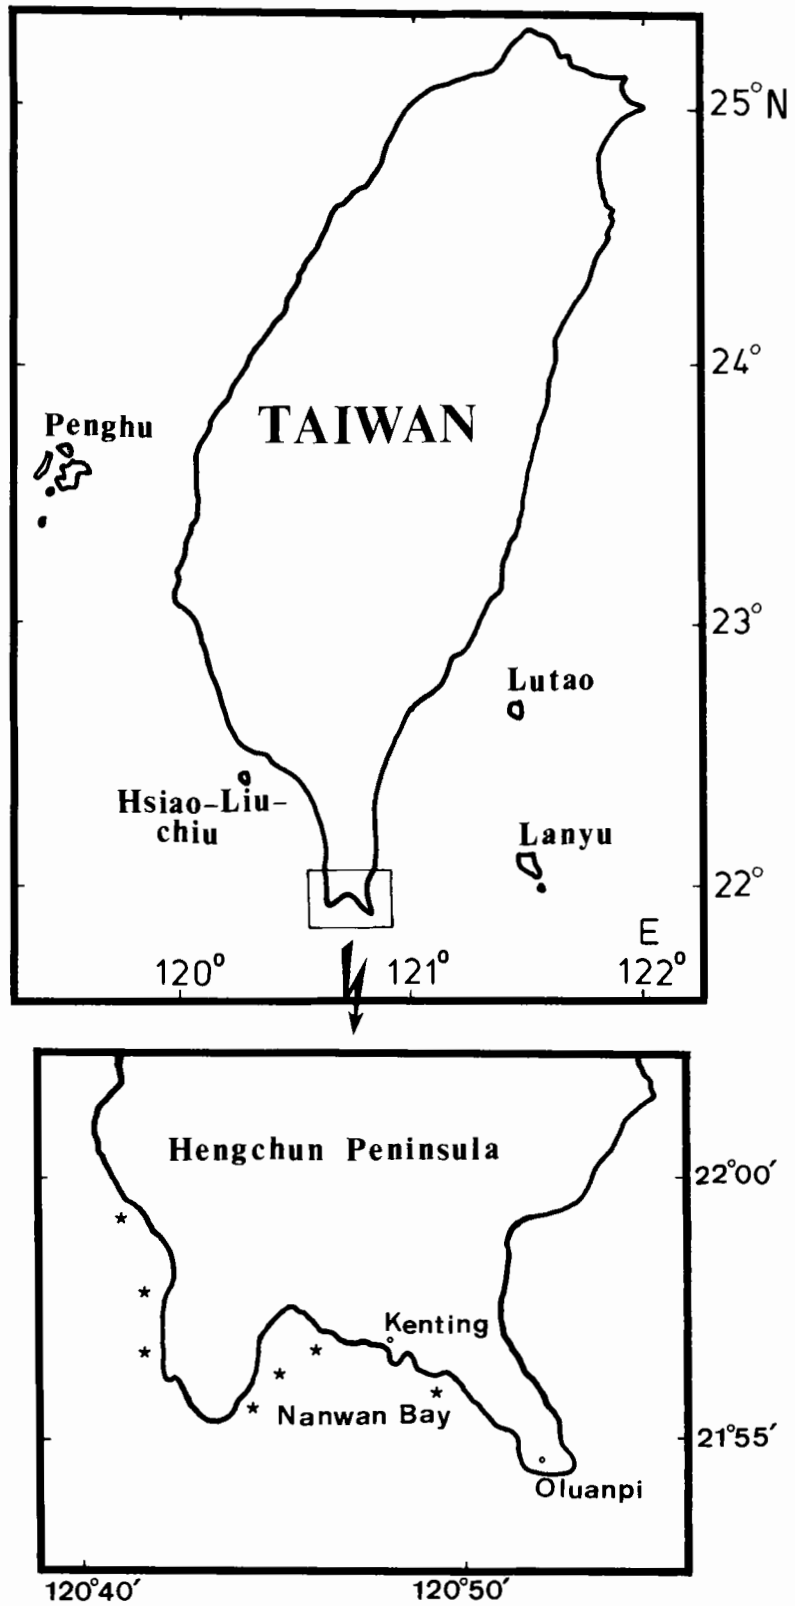 25°N
24°
Penghu
TAIWAN
23°
Lutao
Hsiao-Liu-
chiu
Lanyu
22°
E
120° 121° 122°
Hengchun Peninsula
22°00′
*
*
Kenting
*
*
*
*
*
Nanwan Bay
21°55′
Oluanpi
120°40′ 120°50′